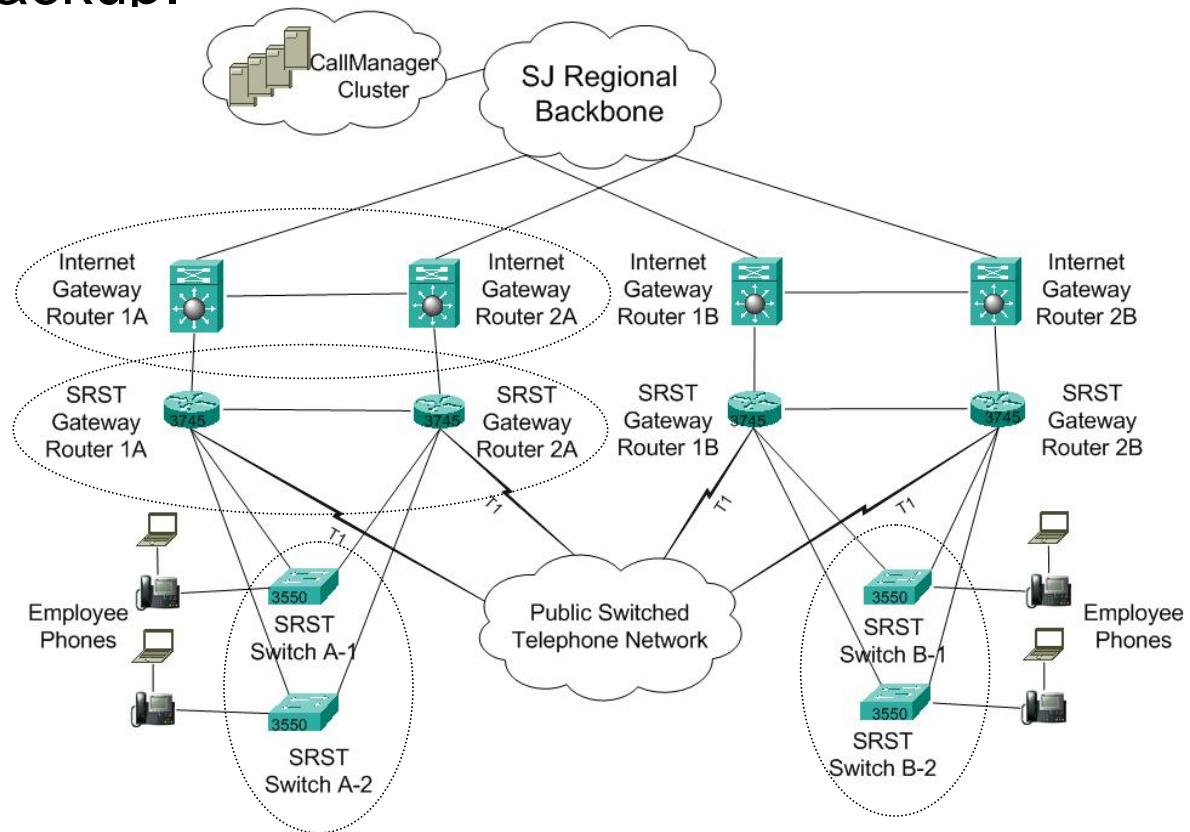 CallManager
Cluster
SJ Regional
Backbone
Internet
Gateway
Router 1A
Internet
Gateway
Router 2A
Internet
Gateway
Router 1B
Internet
Gateway
Router 2B
SRST
Gateway
Router 1A
3745
3745
SRST
Gateway
Router 2A
SRST
Gateway
Router 1B
3745
3745
SRST
Gateway
Router 2B
T1
T1
T1
T1
Employee
Phones
3550
SRST
Switch A-1
3550
SRST
Switch A-2
Public Switched
Telephone Network
3550
SRST
Switch B-1
3550
SRST
Switch B-2
Employee
Phones